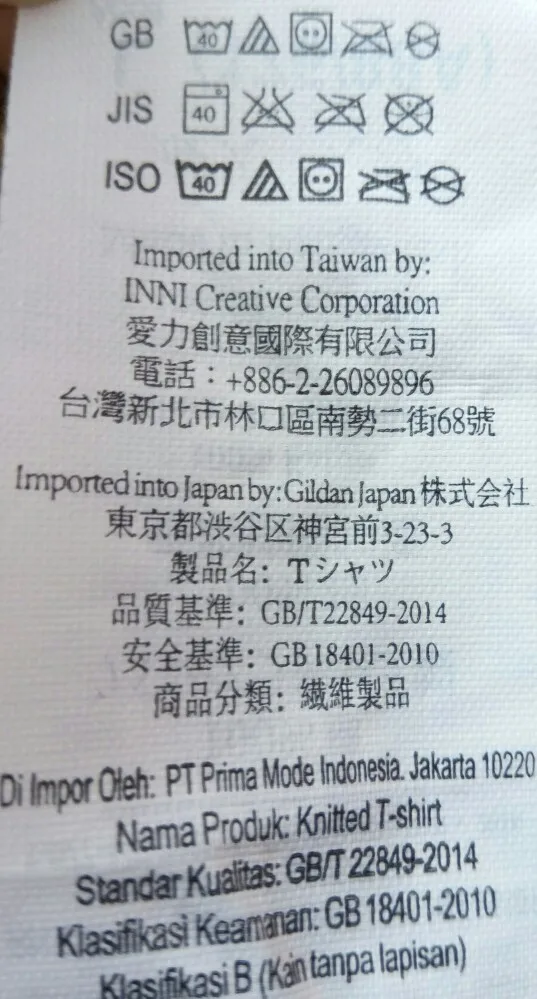 GB 40
JIS 40
ISO 40
Imported into Taiwan by:
INNI Creative Corporation
愛力創意國際有限公司
電話：+886-2-26089896
台灣新北市林口區南勢二街68號
Imported into Japan by: Gildan Japan 株式会社
東京都渋谷区神宮前3-23-3
製品名: Tシャツ
品質基準: GB/T22849-2014
安全基準: GB 18401-2010
商品分類: 繊維製品
Di Impor Oleh: PT Prima Mode Indonesia. Jakarta 10220
Nama Produk: Knitted T-shirt
Standar Kualitas: GB/T 22849-2014
Klasifikasi Keamanan: GB 18401-2010
Klasifikasi B (Kain tanpa lapisan)